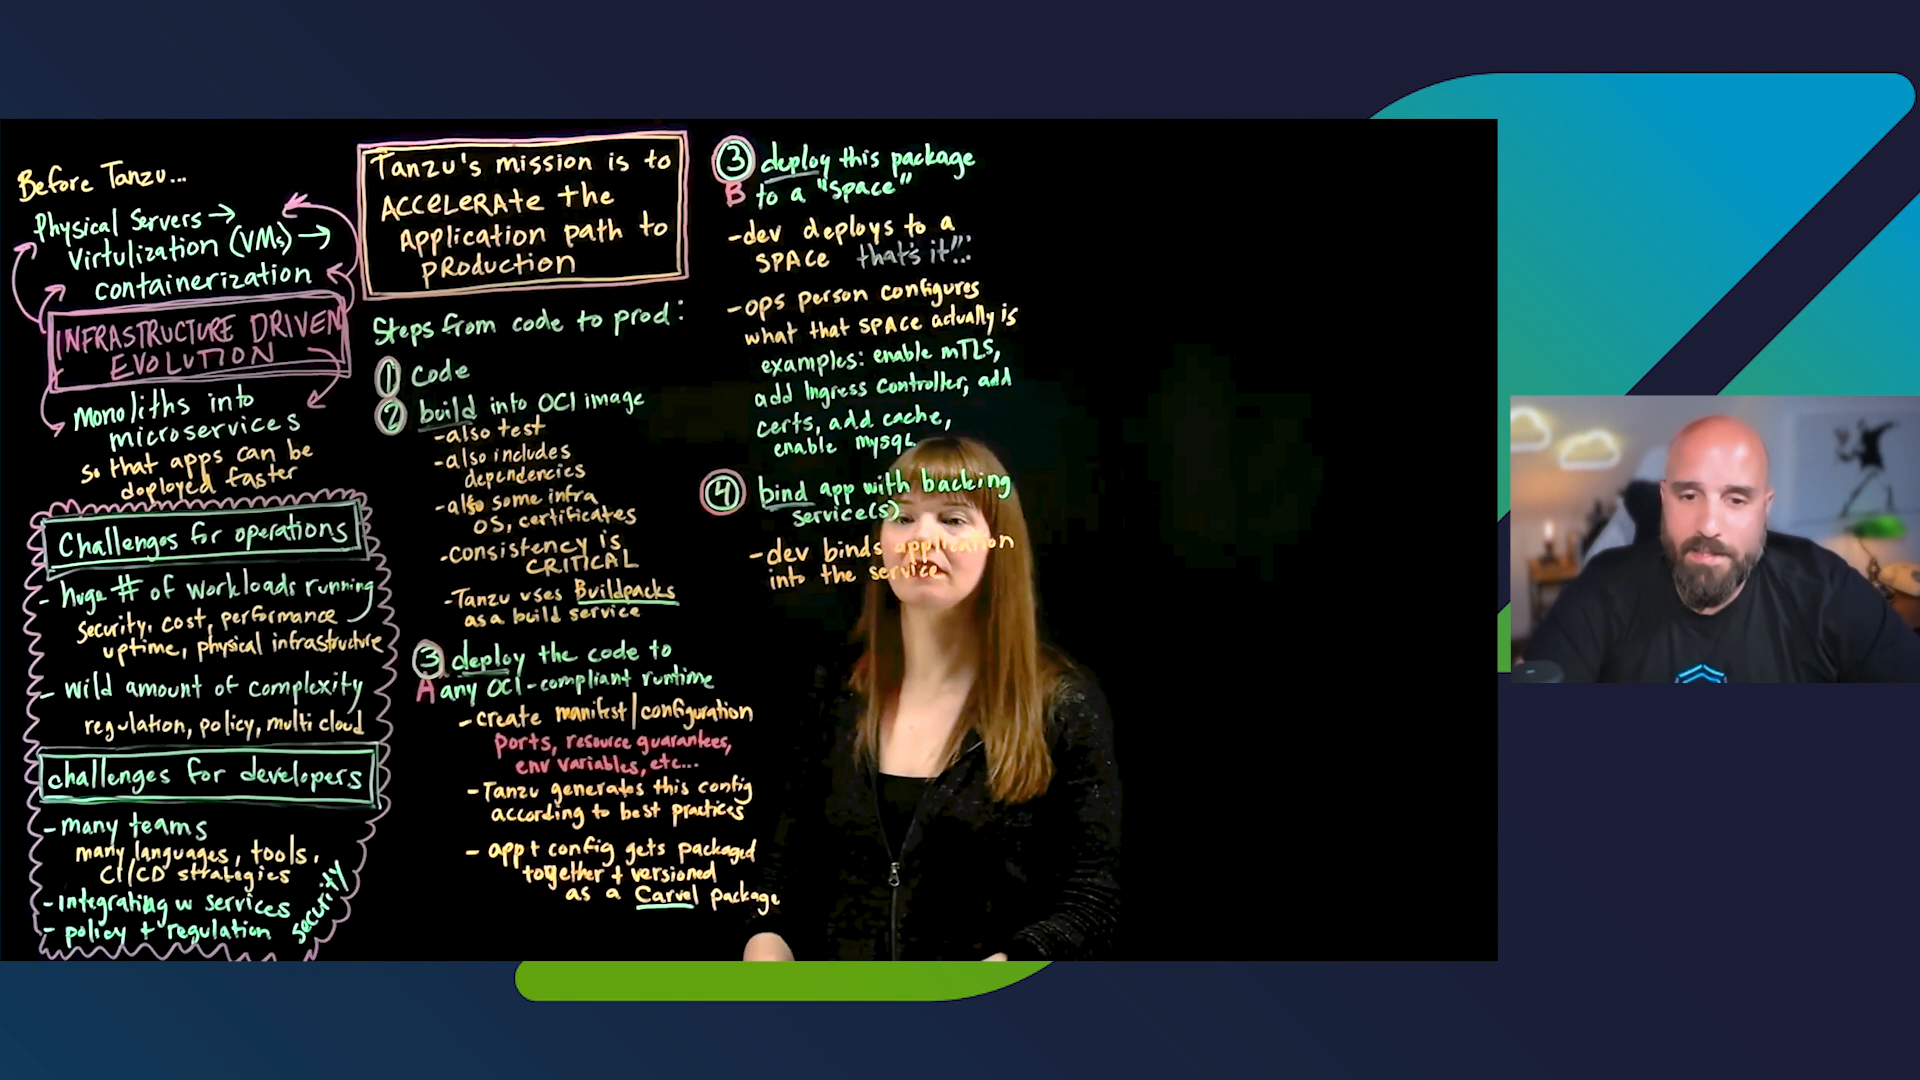 Before Tanzu...
Physical Servers →
Virtulization (VMs) →
containerization
INFRASTRUCTURE DRIVEN
EVOLUTION
Monoliths into
microservices
so that apps can be
deployed faster
Challenges for operations
- huge # of workloads running
security, cost, performance
uptime, physical infrastructure
- wild amount of complexity
regulation, policy, multi cloud
challenges for developers
- many teams
many languages, tools,
CI/CD strategies
- integrating w services
- policy + regulation
security
Tanzu's mission is to
ACCELERAte the
Application path to
pRoduction
Steps from code to prod:
① Code
② build into OCI image
- also test
- also includes
dependencies
- also some infra
OS, certificates
- consistency is
CRITICAL
- Tanzu uses Buildpacks
as a build service
③ deploy the code to
A any OCI-compliant runtime
- create manifest/configuration
ports, resource guarantees,
env variables, etc...
- Tanzu generates this config
according to best practices
- app + config gets packaged
together + versioned
as a Carvel package
③ deploy this package
B to a "space"
- dev deploys to a
SPACe that's it!!!
- ops person configures
what that SPACe actually is
examples: enable mTLS,
add Ingress Controller, add
certs, add cache,
enable mysql
④ bind app with backing
service(s)
- dev binds application
into the service